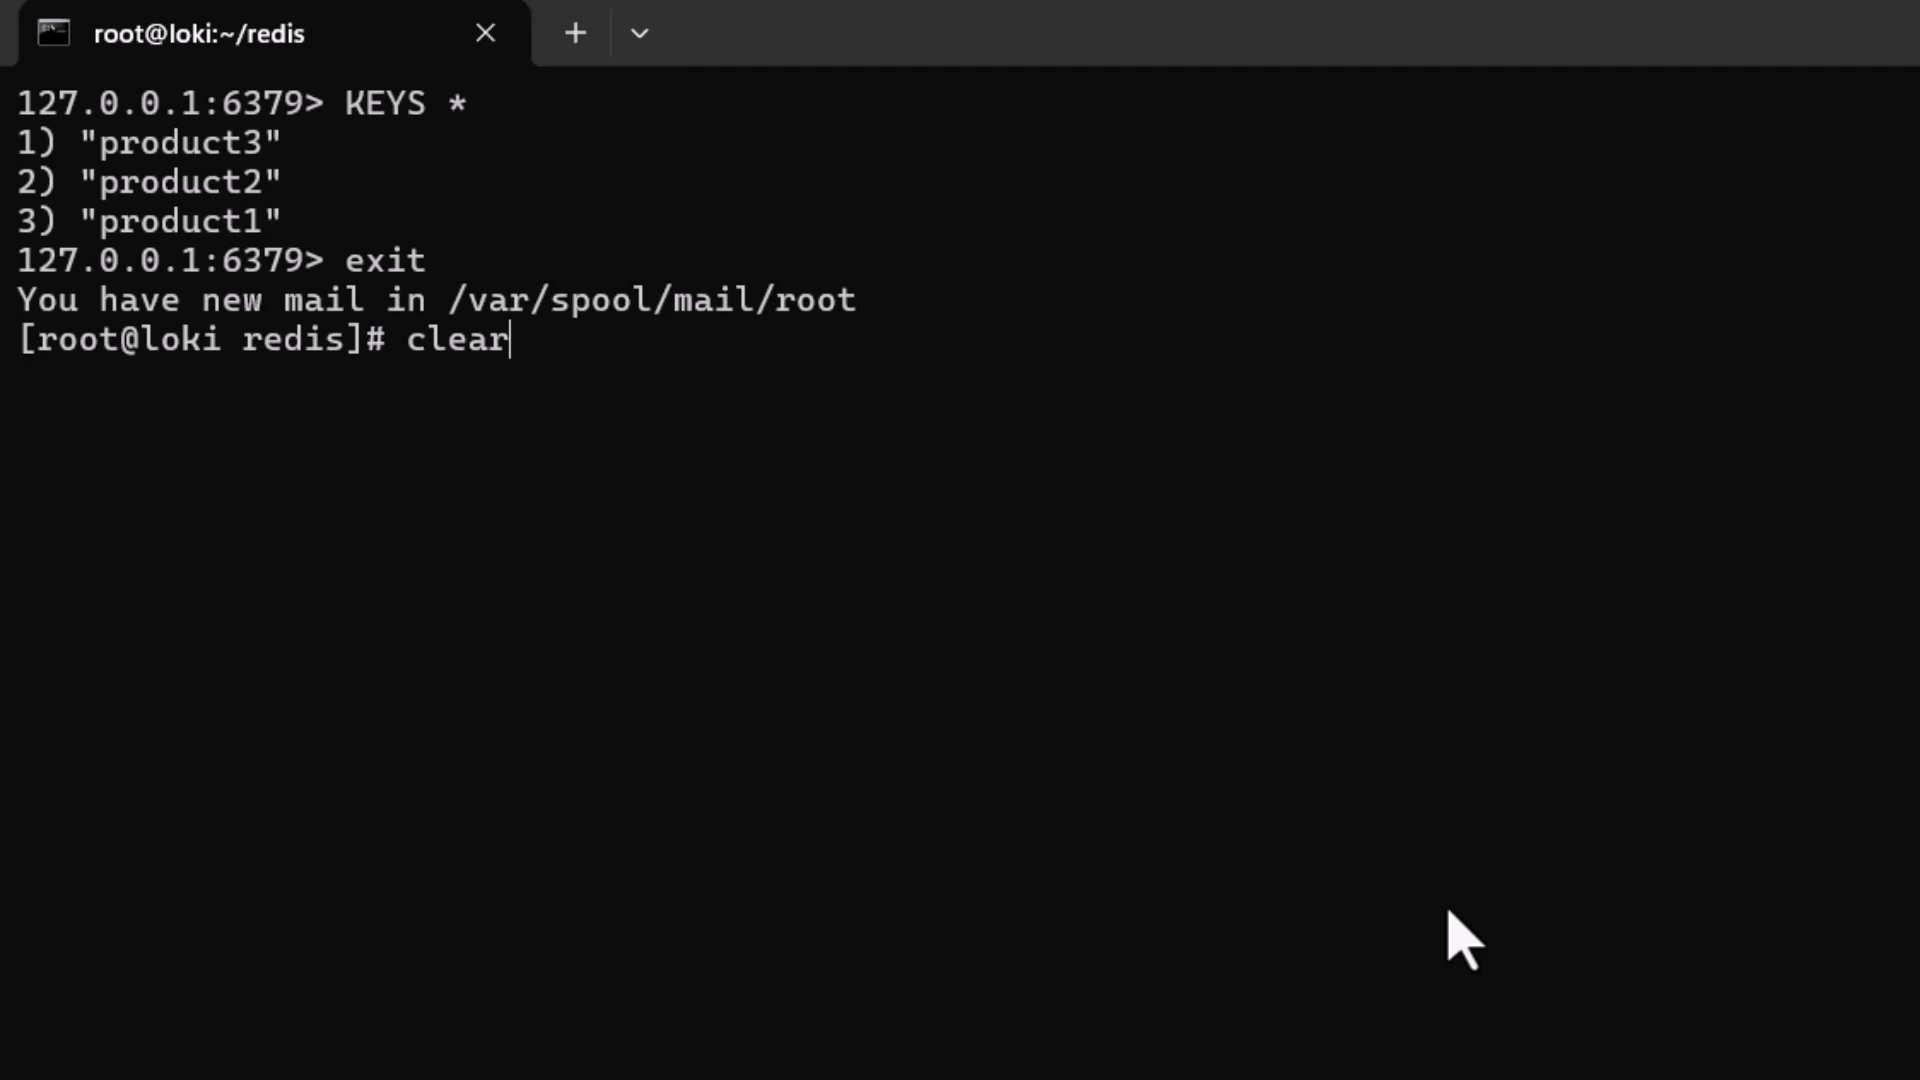 root@loki:~/redis
127.0.0.1:6379> KEYS *
1) "product3"
2) "product2"
3) "product1"
127.0.0.1:6379> exit
You have new mail in /var/spool/mail/root
[root@loki redis]# clear